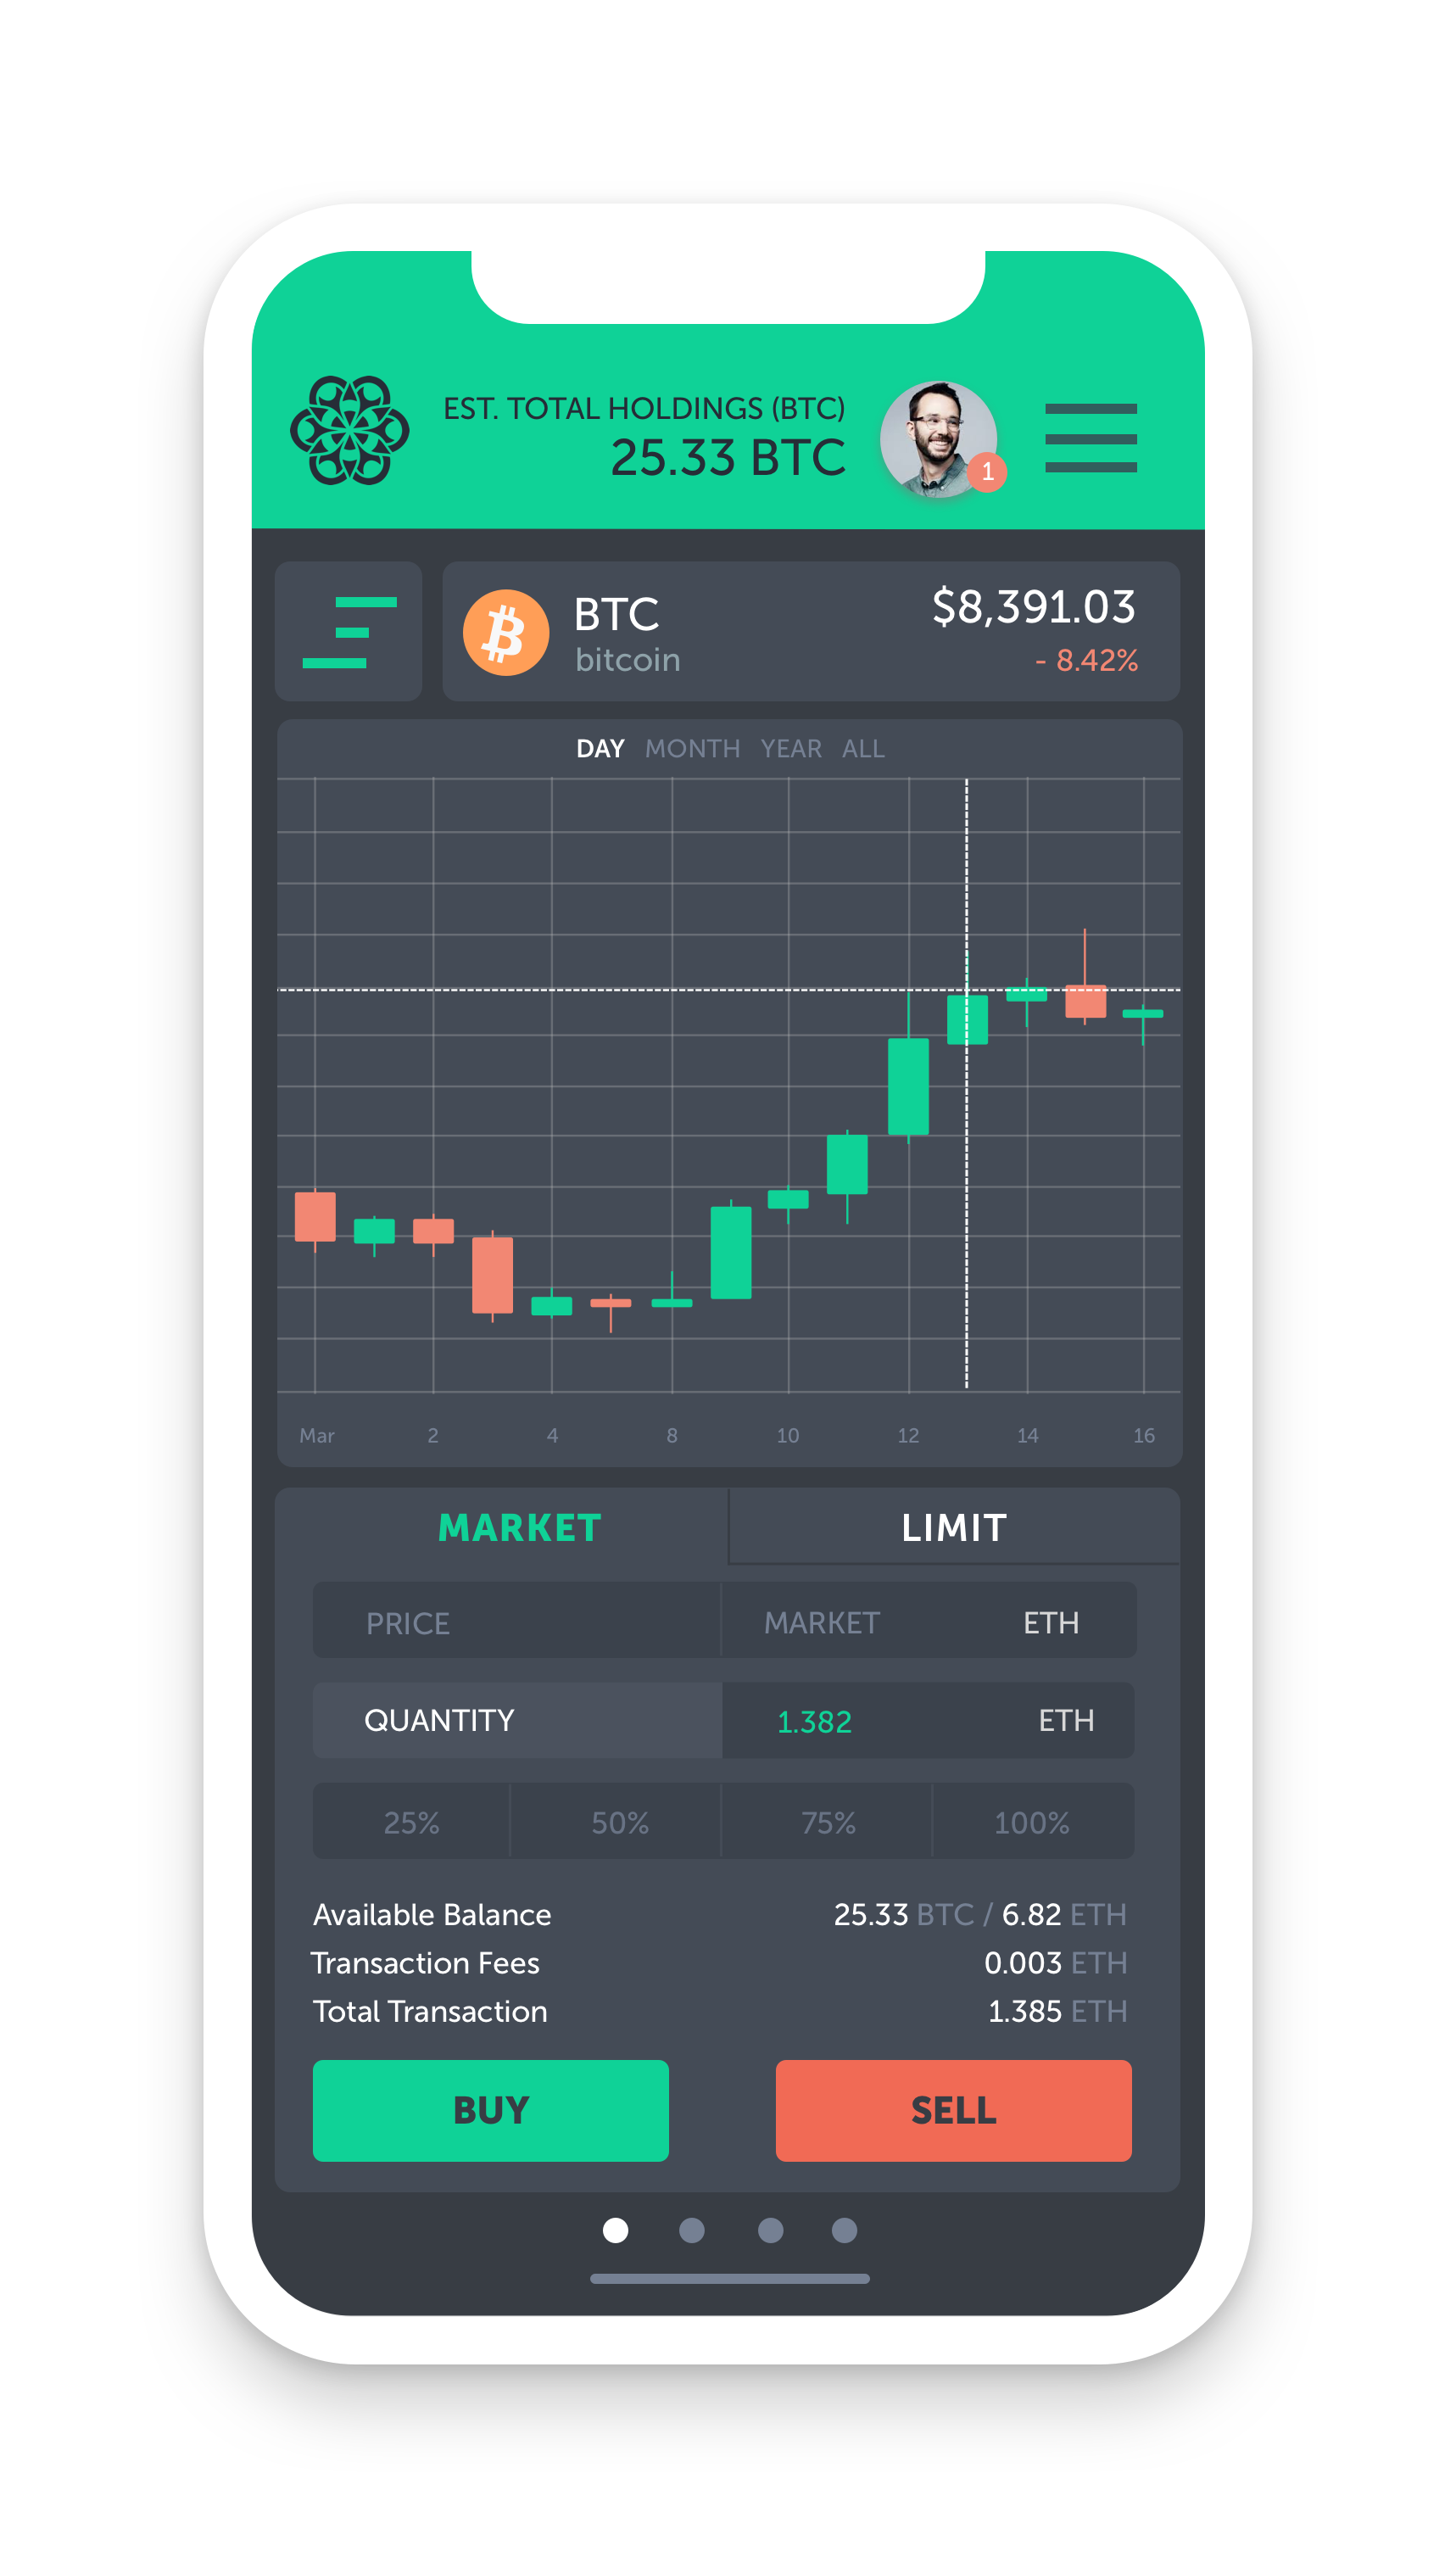 EST. TOTAL HOLDINGS (BTC)
25.33 BTC
1
BTC
bitcoin
$8,391.03
- 8.42%
DAY MONTH YEAR ALL
Mar 2 4 8 10 12 14 16
MARKET LIMIT
PRICE MARKET ETH
QUANTITY 1.382 ETH
25% 50% 75% 100%
Available Balance 25.33 BTC / 6.82 ETH
Transaction Fees 0.003 ETH
Total Transaction 1.385 ETH
BUY SELL